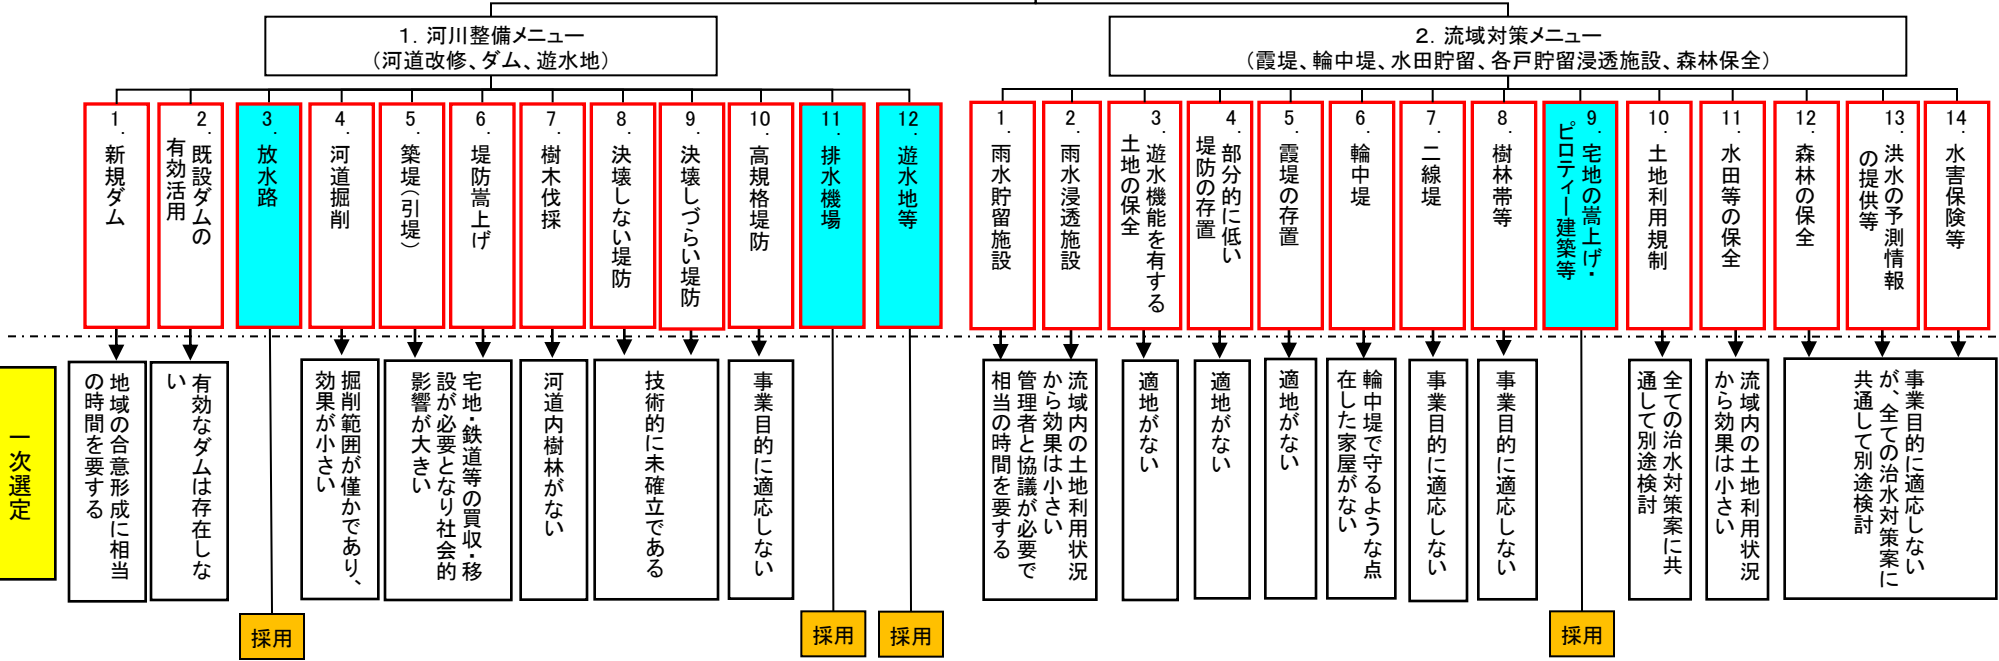 1．河川整備メニュー
（河道改修、ダム、遊水地）
2．流域対策メニュー
（霞堤、輪中堤、水田貯留、各戸貯留浸透施設、森林保全）
1．新規ダム
2．既設ダムの
有効活用
3．放水路
4．河道掘削
5．築堤（引堤）
6．堤防嵩上げ
7．樹木伐採
8．決壊しない堤防
9．決壊しづらい堤防
10．高規格堤防
11．排水機場
12．遊水地等
1．雨水貯留施設
2．雨水浸透施設
3．遊水機能を有する
土地の保全
4．部分的に低い
堤防の存置
5．霞堤の存置
6．輪中堤
7．二線堤
8．樹林帯等
9．宅地の嵩上げ・
ピロティー建築等
10．土地利用規制
11．水田等の保全
12．森林の保全
13．洪水の予測情報
の提供等
14．水害保険等
一次選定
地域の合意形成に相当
の時間を要する
有効なダムは存在しな
い
掘削範囲が僅かであり、
効果が小さい
宅地・鉄道等の買収・移
設が必要となり社会的
影響が大きい
河道内樹林がない
技術的に未確立である
事業目的に適応しない
流域内の土地利用状況
から効果は小さい
管理者と協議が必要で
相当の時間を要する
適地がない
適地がない
適地がない
輪中堤で守るような点
在した家屋がない
事業目的に適応しない
事業目的に適応しない
全ての治水対策案に共
通して別途検討
流域内の土地利用状況
から効果は小さい
事業目的に適応しない
が、全ての治水対策案に
共通して別途検討
採用
採用
採用
採用